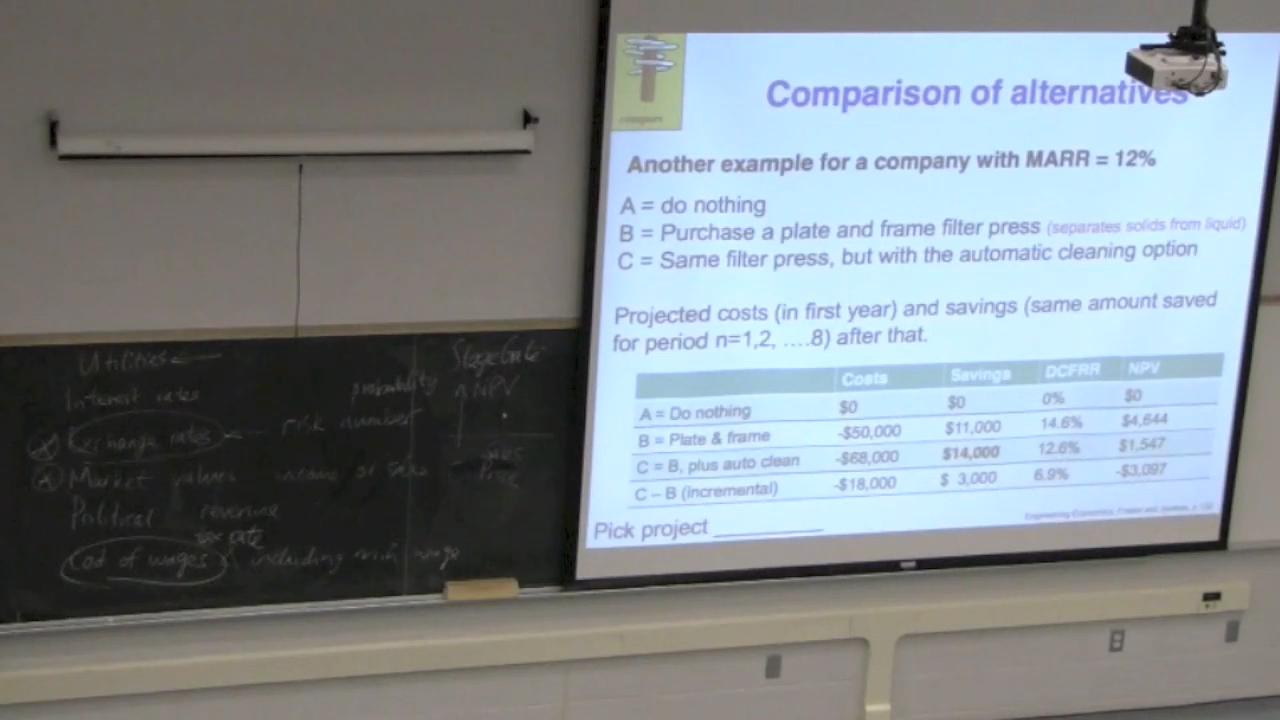 Utilities
Interest rates
Exchange rates
risk number
probability
Stage Gate
NPV
Market values
Political
revenue
tax rate
Cost of wages
including
Comparison of alternatives
Another example for a company with MARR = 12%
A = do nothing
B = Purchase a plate and frame filter press (separates solids from liquid)
C = Same filter press, but with the automatic cleaning option
Projected costs (in first year) and savings (same amount saved
for period n=1,2, ....8) after that.
Costs Savings DCFRR NPV
A = Do nothing $0 $0 0% $0
B = Plate & frame -$50,000 $11,000 14.6% $4,644
C = B, plus auto clean -$68,000 $14,000 12.6% $1,547
C – B (incremental) -$18,000 $ 3,000 6.9% -$3,097
Pick project ________
Engineering Economics,